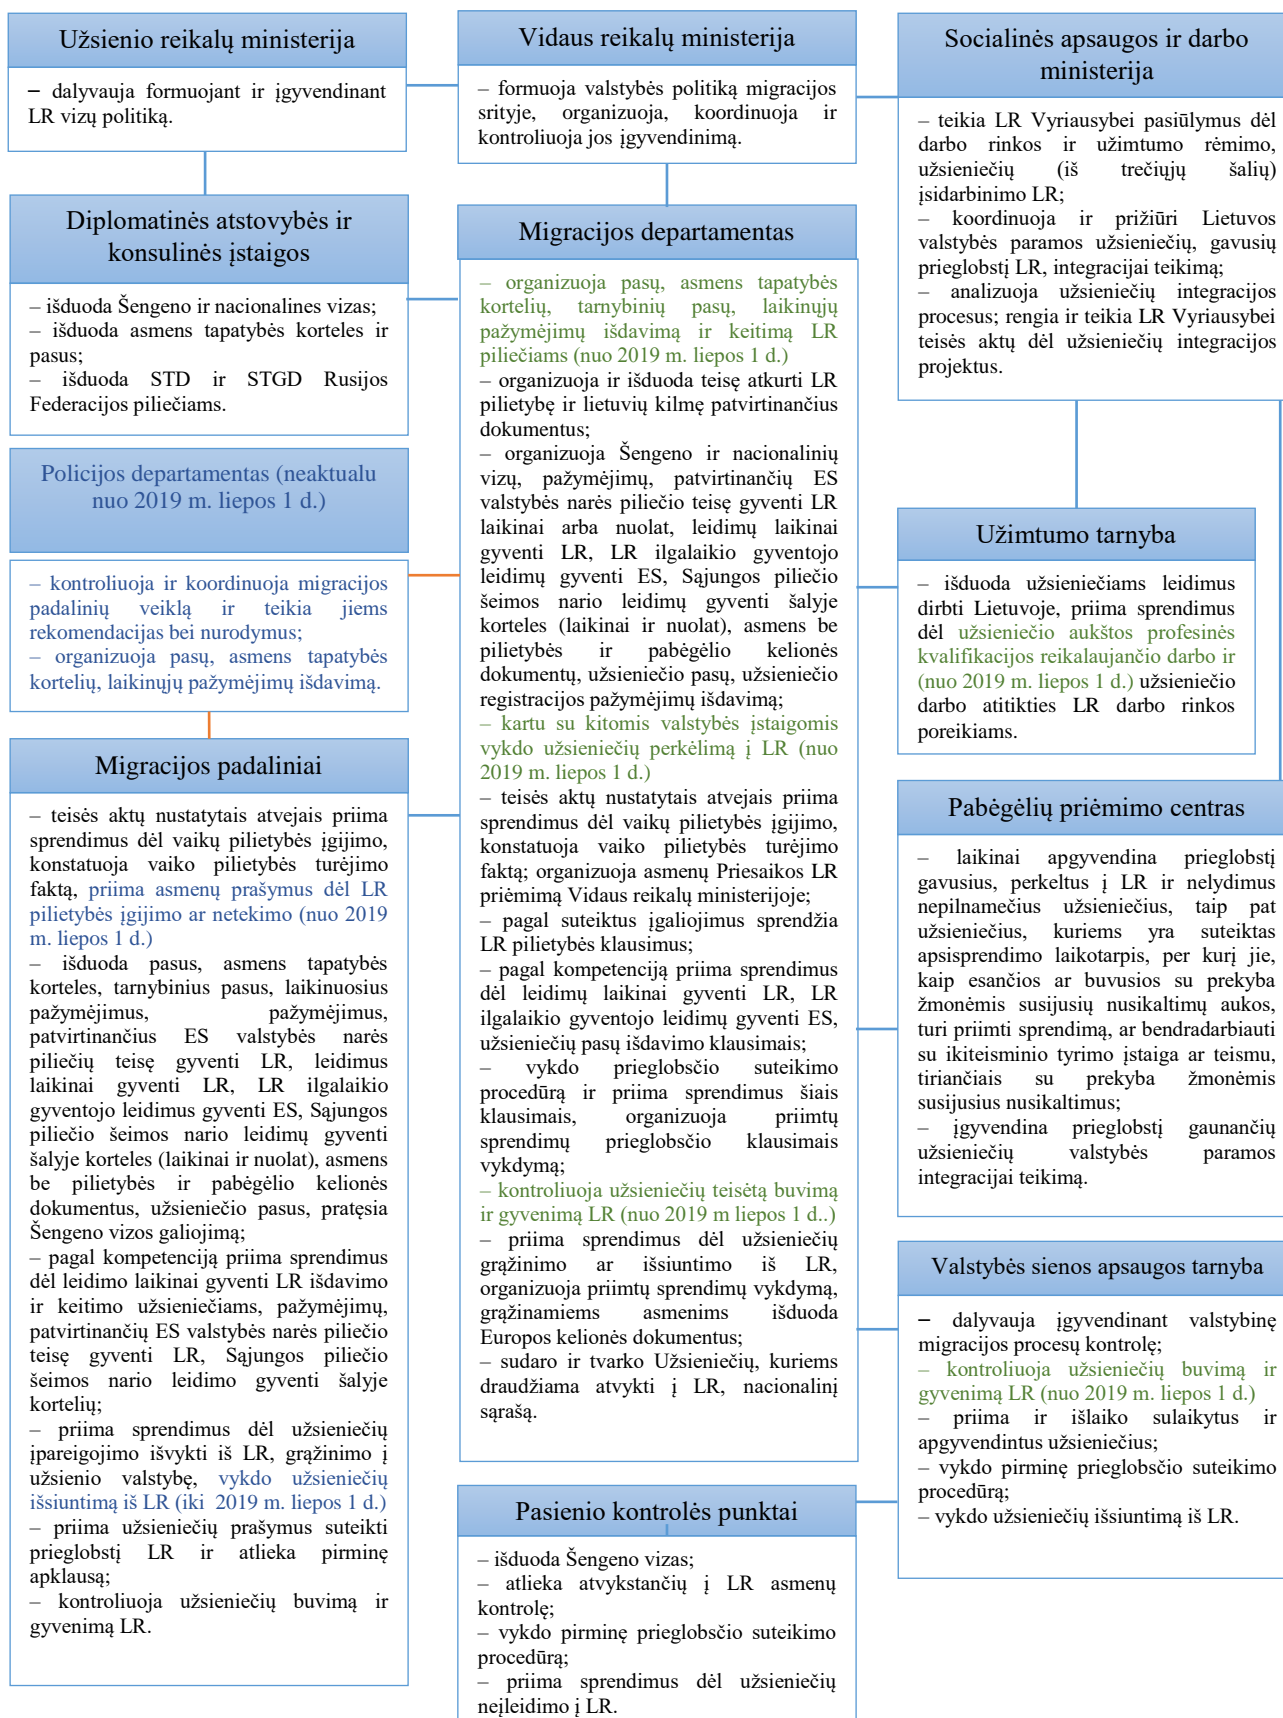 Užsienio reikalų ministerija
– dalyvauja formuojant ir įgyvendinant
LR vizų politiką.
Diplomatinės atstovybės ir
konsulinės įstaigos
– išduoda Šengeno ir nacionalines vizas;
– išduoda asmens tapatybės korteles ir
pasus;
– išduoda STD ir STGD Rusijos
Federacijos piliečiams.
Policijos departamentas (neaktualu
nuo 2019 m. liepos 1 d.)
– kontroliuoja ir koordinuoja migracijos
padalinių veiklą ir teikia jiems
rekomendacijas bei nurodymus;
– organizuoja pasų, asmens tapatybės
kortelių, laikinųjų pažymėjimų išdavimą.
Migracijos padaliniai
– teisės aktų nustatytais atvejais priima
sprendimus dėl vaikų pilietybės įgijimo,
konstatuoja vaiko pilietybės turėjimo
faktą, priima asmenų prašymus dėl LR
pilietybės įgijimo ar netekimo (nuo 2019
m. liepos 1 d.)
– išduoda pasus, asmens tapatybės
korteles, tarnybinius pasus, laikinuosius
pažymėjimus, pažymėjimus,
patvirtinančius ES valstybės narės
piliečių teisę gyventi LR, leidimus
laikinai gyventi LR, LR ilgalaikio
gyventojo leidimus gyventi ES, Sąjungos
piliečio šeimos nario leidimų gyventi
šalyje korteles (laikinai ir nuolat), asmens
be pilietybės ir pabėgėlio kelionės
dokumentus, užsieniečio pasus, pratęsia
Šengeno vizos galiojimą;
– pagal kompetenciją priima sprendimus
dėl leidimo laikinai gyventi LR išdavimo
ir keitimo užsieniečiams, pažymėjimų,
patvirtinančių ES valstybės narės piliečio
teisę gyventi LR, Sąjungos piliečio
šeimos nario leidimo gyventi šalyje
kortelių;
– priima sprendimus dėl užsieniečių
įpareigojimo išvykti iš LR, grąžinimo į
užsienio valstybę, vykdo užsieniečių
išsiuntimą iš LR (iki 2019 m. liepos 1 d.)
– priima užsieniečių prašymus suteikti
prieglobstį LR ir atlieka pirminę
apklausą;
– kontroliuoja užsieniečių buvimą ir
gyvenimą LR.
Vidaus reikalų ministerija
– formuoja valstybės politiką migracijos
srityje, organizuoja, koordinuoja ir
kontroliuoja jos įgyvendinimą.
Migracijos departamentas
– organizuoja pasų, asmens tapatybės
kortelių, tarnybinių pasų, laikinųjų
pažymėjimų išdavimą ir keitimą LR
piliečiams (nuo 2019 m. liepos 1 d.)
– organizuoja ir išduoda teisę atkurti LR
pilietybę ir lietuvių kilmę patvirtinančius
dokumentus;
– organizuoja Šengeno ir nacionalinių
vizų, pažymėjimų, patvirtinančių ES
valstybės narės piliečio teisę gyventi LR
laikinai arba nuolat, leidimų laikinai
gyventi LR, LR ilgalaikio gyventojo
leidimų gyventi ES, Sąjungos piliečio
šeimos nario leidimų gyventi šalyje
korteles (laikinai ir nuolat), asmens be
pilietybės ir pabėgėlio kelionės
dokumentų, užsieniečio pasų, užsieniečio
registracijos pažymėjimų išdavimą;
– kartu su kitomis valstybės įstaigomis
vykdo užsieniečių perkėlimą į LR (nuo
2019 m. liepos 1 d.)
– teisės aktų nustatytais atvejais priima
sprendimus dėl vaikų pilietybės įgijimo,
konstatuoja vaiko pilietybės turėjimo
faktą; organizuoja asmenų Priesaikos LR
priėmimą Vidaus reikalų ministerijoje;
– pagal suteiktus įgaliojimus sprendžia
LR pilietybės klausimus;
– pagal kompetenciją priima sprendimus
dėl leidimų laikinai gyventi LR, LR
ilgalaikio gyventojo leidimų gyventi ES,
užsieniečių pasų išdavimo klausimais;
– vykdo prieglobsčio suteikimo
procedūrą ir priima sprendimus šiais
klausimais, organizuoja priimtų
sprendimų prieglobsčio klausimais
vykdymą;
– kontroliuoja užsieniečių teisėtą buvimą
ir gyvenimą LR (nuo 2019 m liepos 1 d..)
– priima sprendimus dėl užsieniečių
grąžinimo ar išsiuntimo iš LR,
organizuoja priimtų sprendimų vykdymą,
grąžinamiems asmenims išduoda
Europos kelionės dokumentus;
– sudaro ir tvarko Užsieniečių, kuriems
draudžiama atvykti į LR, nacionalinį
sąrašą.
Pasienio kontrolės punktai
– išduoda Šengeno vizas;
– atlieka atvykstančių į LR asmenų
kontrolę;
– vykdo pirminę prieglobsčio suteikimo
procedūrą;
– priima sprendimus dėl užsieniečių
neįleidimo į LR.
Socialinės apsaugos ir darbo
ministerija
– teikia LR Vyriausybei pasiūlymus dėl
darbo rinkos ir užimtumo rėmimo,
užsieniečių (iš trečiųjų šalių)
įsidarbinimo LR;
– koordinuoja ir prižiūri Lietuvos
valstybės paramos užsieniečių, gavusių
prieglobstį LR, integracijai teikimą;
– analizuoja užsieniečių integracijos
procesus; rengia ir teikia LR Vyriausybei
teisės aktų dėl užsieniečių integracijos
projektus.
Užimtumo tarnyba
– išduoda užsieniečiams leidimus
dirbti Lietuvoje, priima sprendimus
dėl užsieniečio aukštos profesinės
kvalifikacijos reikalaujančio darbo ir
(nuo 2019 m. liepos 1 d.) užsieniečio
darbo atitikties LR darbo rinkos
poreikiams.
Pabėgėlių priėmimo centras
– laikinai apgyvendina prieglobstį
gavusius, perkeltus į LR ir nelydimus
nepilnamečius užsieniečius, taip pat
užsieniečius, kuriems yra suteiktas
apsisprendimo laikotarpis, per kurį jie,
kaip esančios ar buvusios su prekyba
žmonėmis susijusių nusikaltimų aukos,
turi priimti sprendimą, ar bendradarbiauti
su ikiteisminio tyrimo įstaiga ar teismu,
tiriančiais su prekyba žmonėmis
susijusius nusikaltimus;
– įgyvendina prieglobstį gaunančių
užsieniečių valstybės paramos
integracijai teikimą.
Valstybės sienos apsaugos tarnyba
– dalyvauja įgyvendinant valstybinę
migracijos procesų kontrolę;
– kontroliuoja užsieniečių buvimą ir
gyvenimą LR (nuo 2019 m. liepos 1 d.)
– priima ir išlaiko sulaikytus ir
apgyvendintus užsieniečius;
– vykdo pirminę prieglobsčio suteikimo
procedūrą;
– vykdo užsieniečių išsiuntimą iš LR.